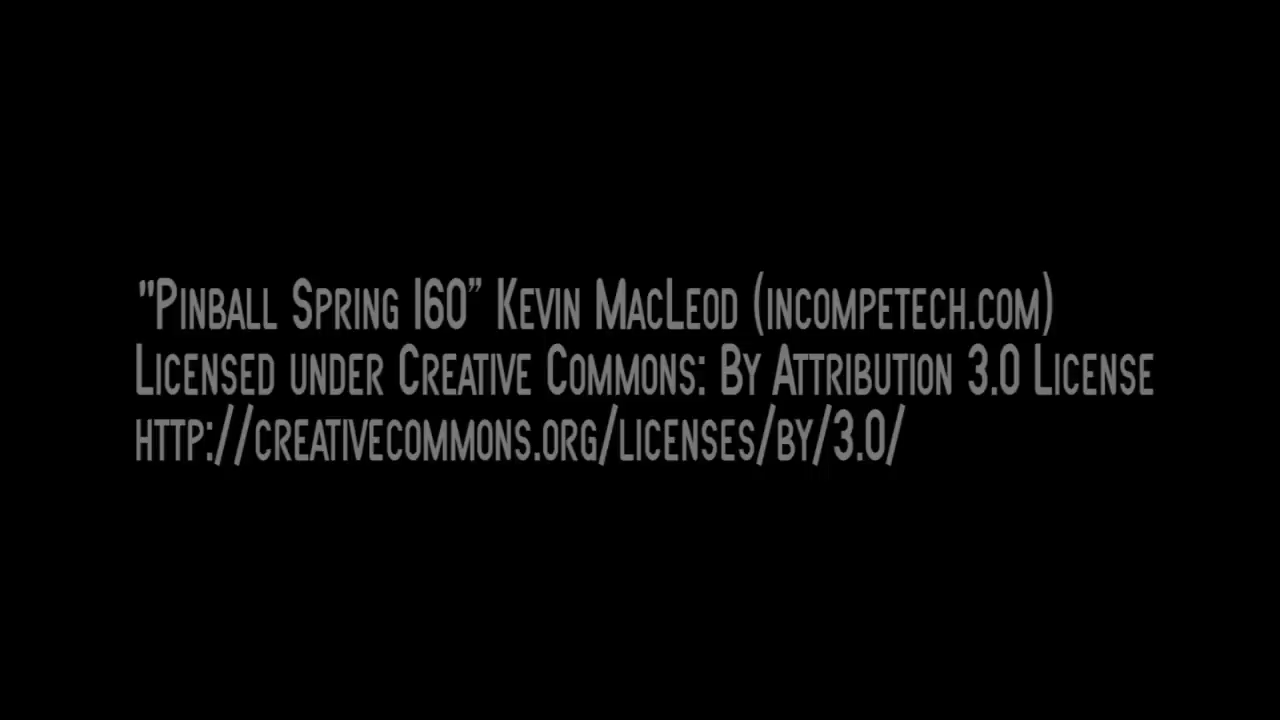 "Pinball Spring 160” Kevin MacLeod (incompetech.com)
Licensed under Creative Commons: By Attribution 3.0 License
http://creativecommons.org/licenses/by/3.0/